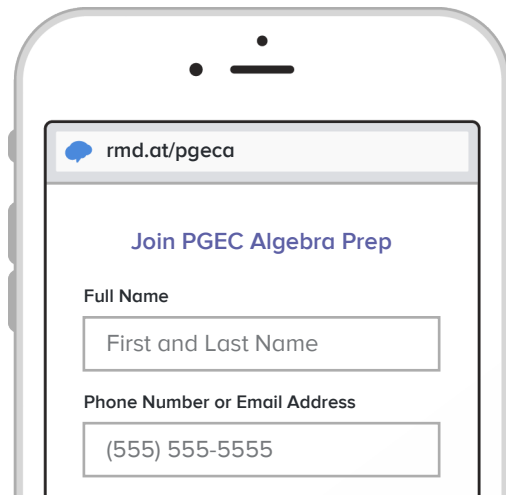 rmd.at/pgeca
Join PGEC Algebra Prep
Full Name
First and Last Name
Phone Number or Email Address
(555) 555-5555